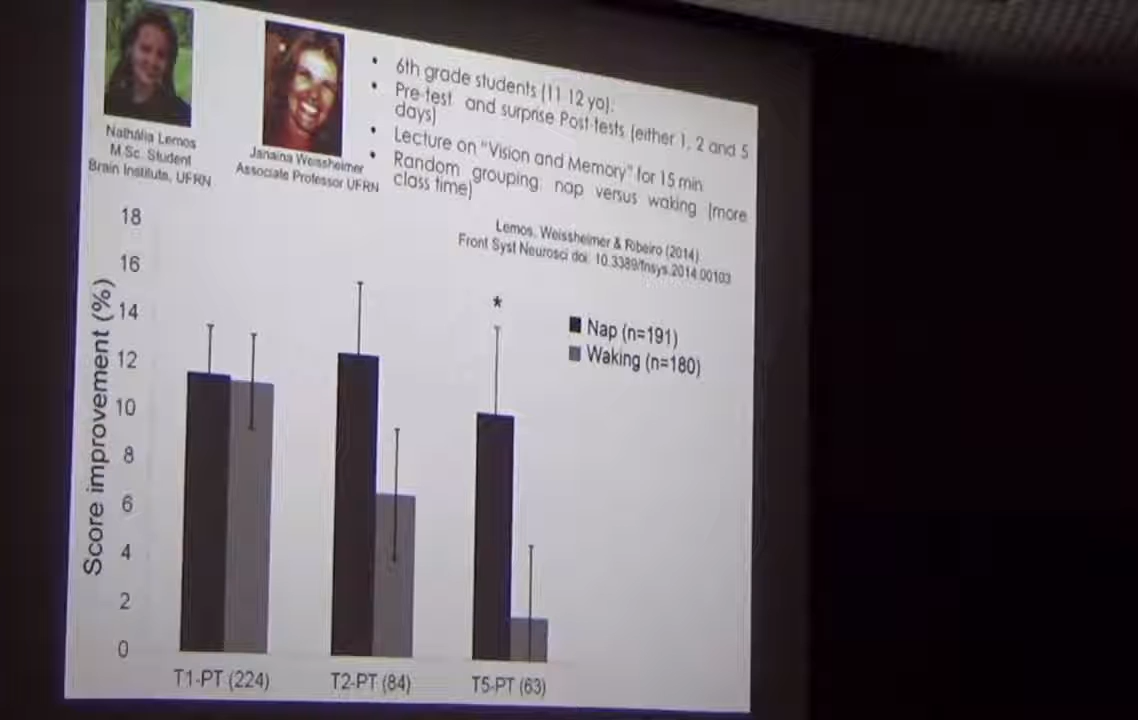 Nathália Lemos
M.Sc. Student
Brain Institute, UFRN
Janaina Weissheimer
Associate Professor UFRN
• 6th grade students (11 12 yo).
• Pre-test and surprise Post-tests (either 1, 2 and 5
days)
• Lecture on “Vision and Memory” for 15 min
• Random grouping: nap versus waking (more
class time)
Lemos, Weissheimer & Ribeiro (2014)
Front Syst Neurosci doi: 10.3389/fnsys.2014.00103
Score improvement (%)
18
16
14
12
10
8
6
4
2
0
*
Nap (n=191)
Waking (n=180)
T1-PT (224)
T2-PT (84)
T5-PT (63)